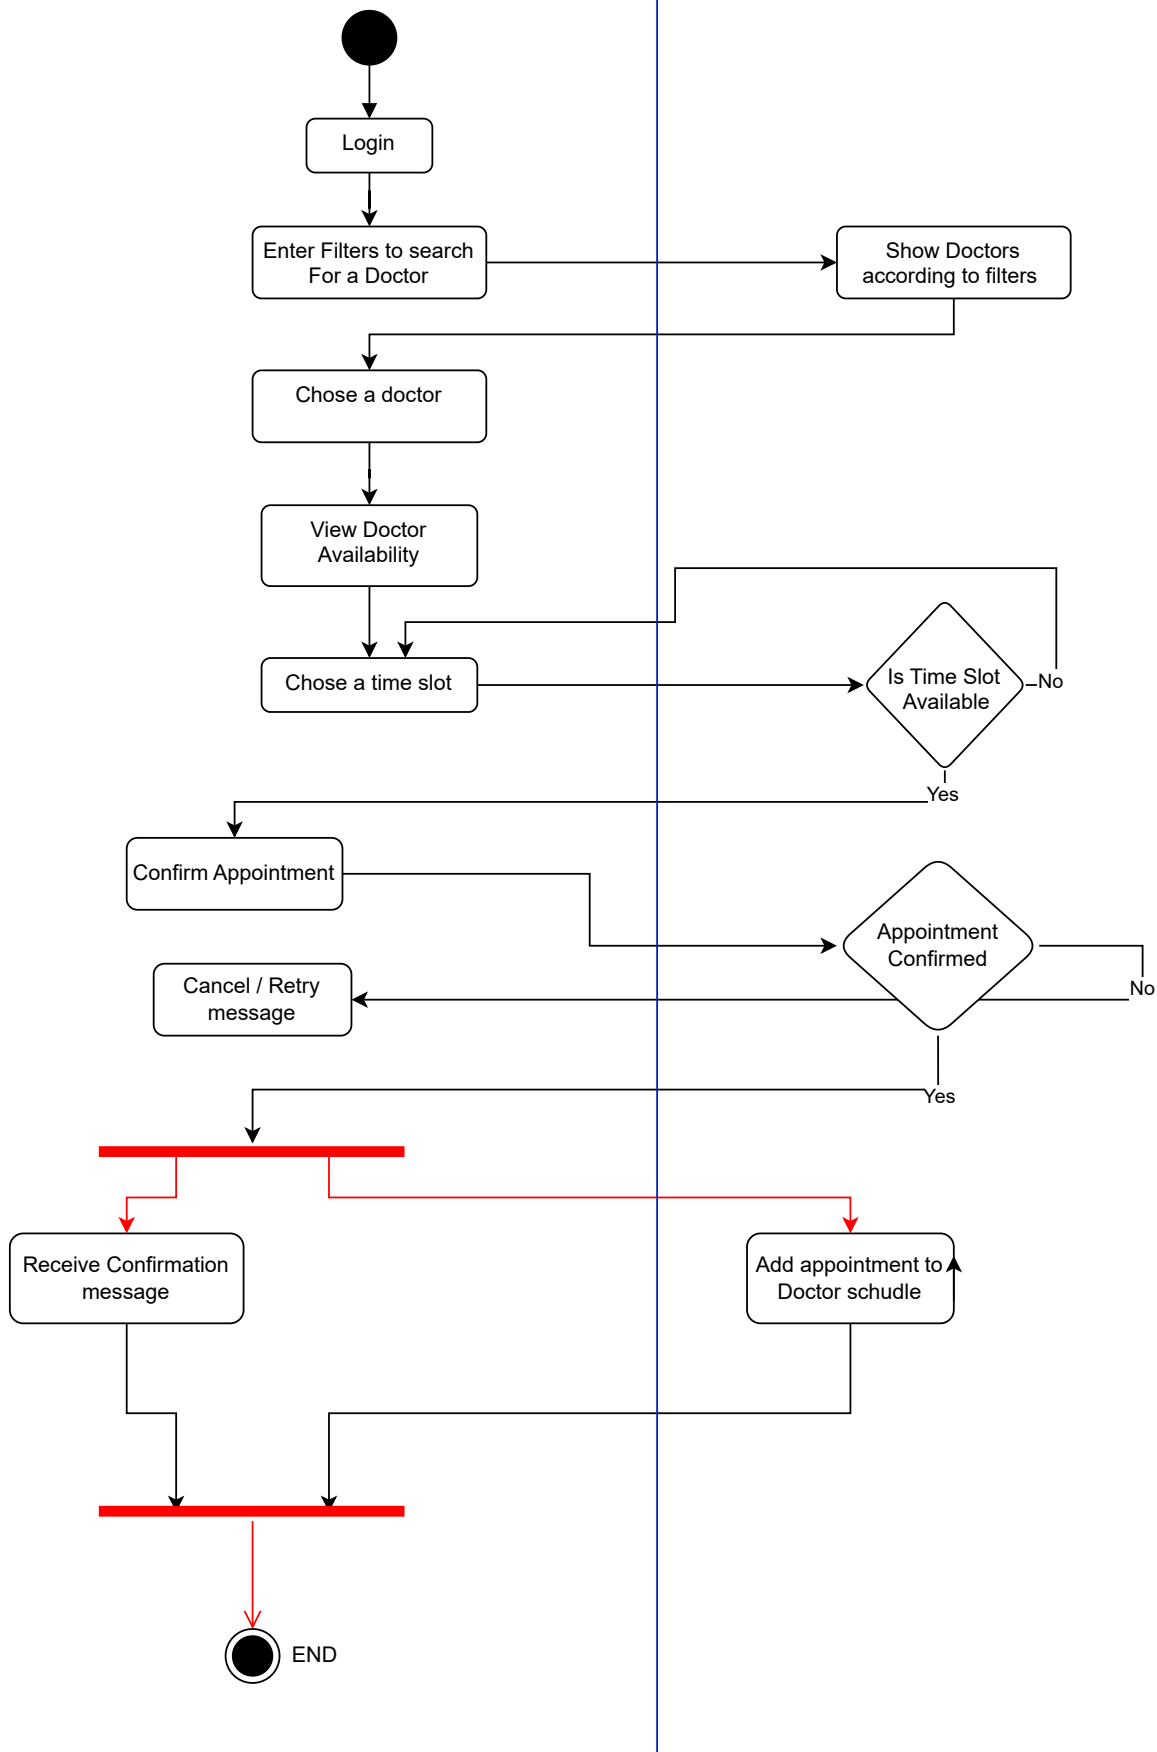 Login
Enter Filters to search
For a Doctor
Show Doctors
according to filters
Chose a doctor
View Doctor
Availability
Chose a time slot
Is Time Slot
Available
No
Yes
Confirm Appointment
Appointment
Confirmed
Cancel / Retry
message
No
Yes
Receive Confirmation
message
Add appointment to
Doctor schudle
END